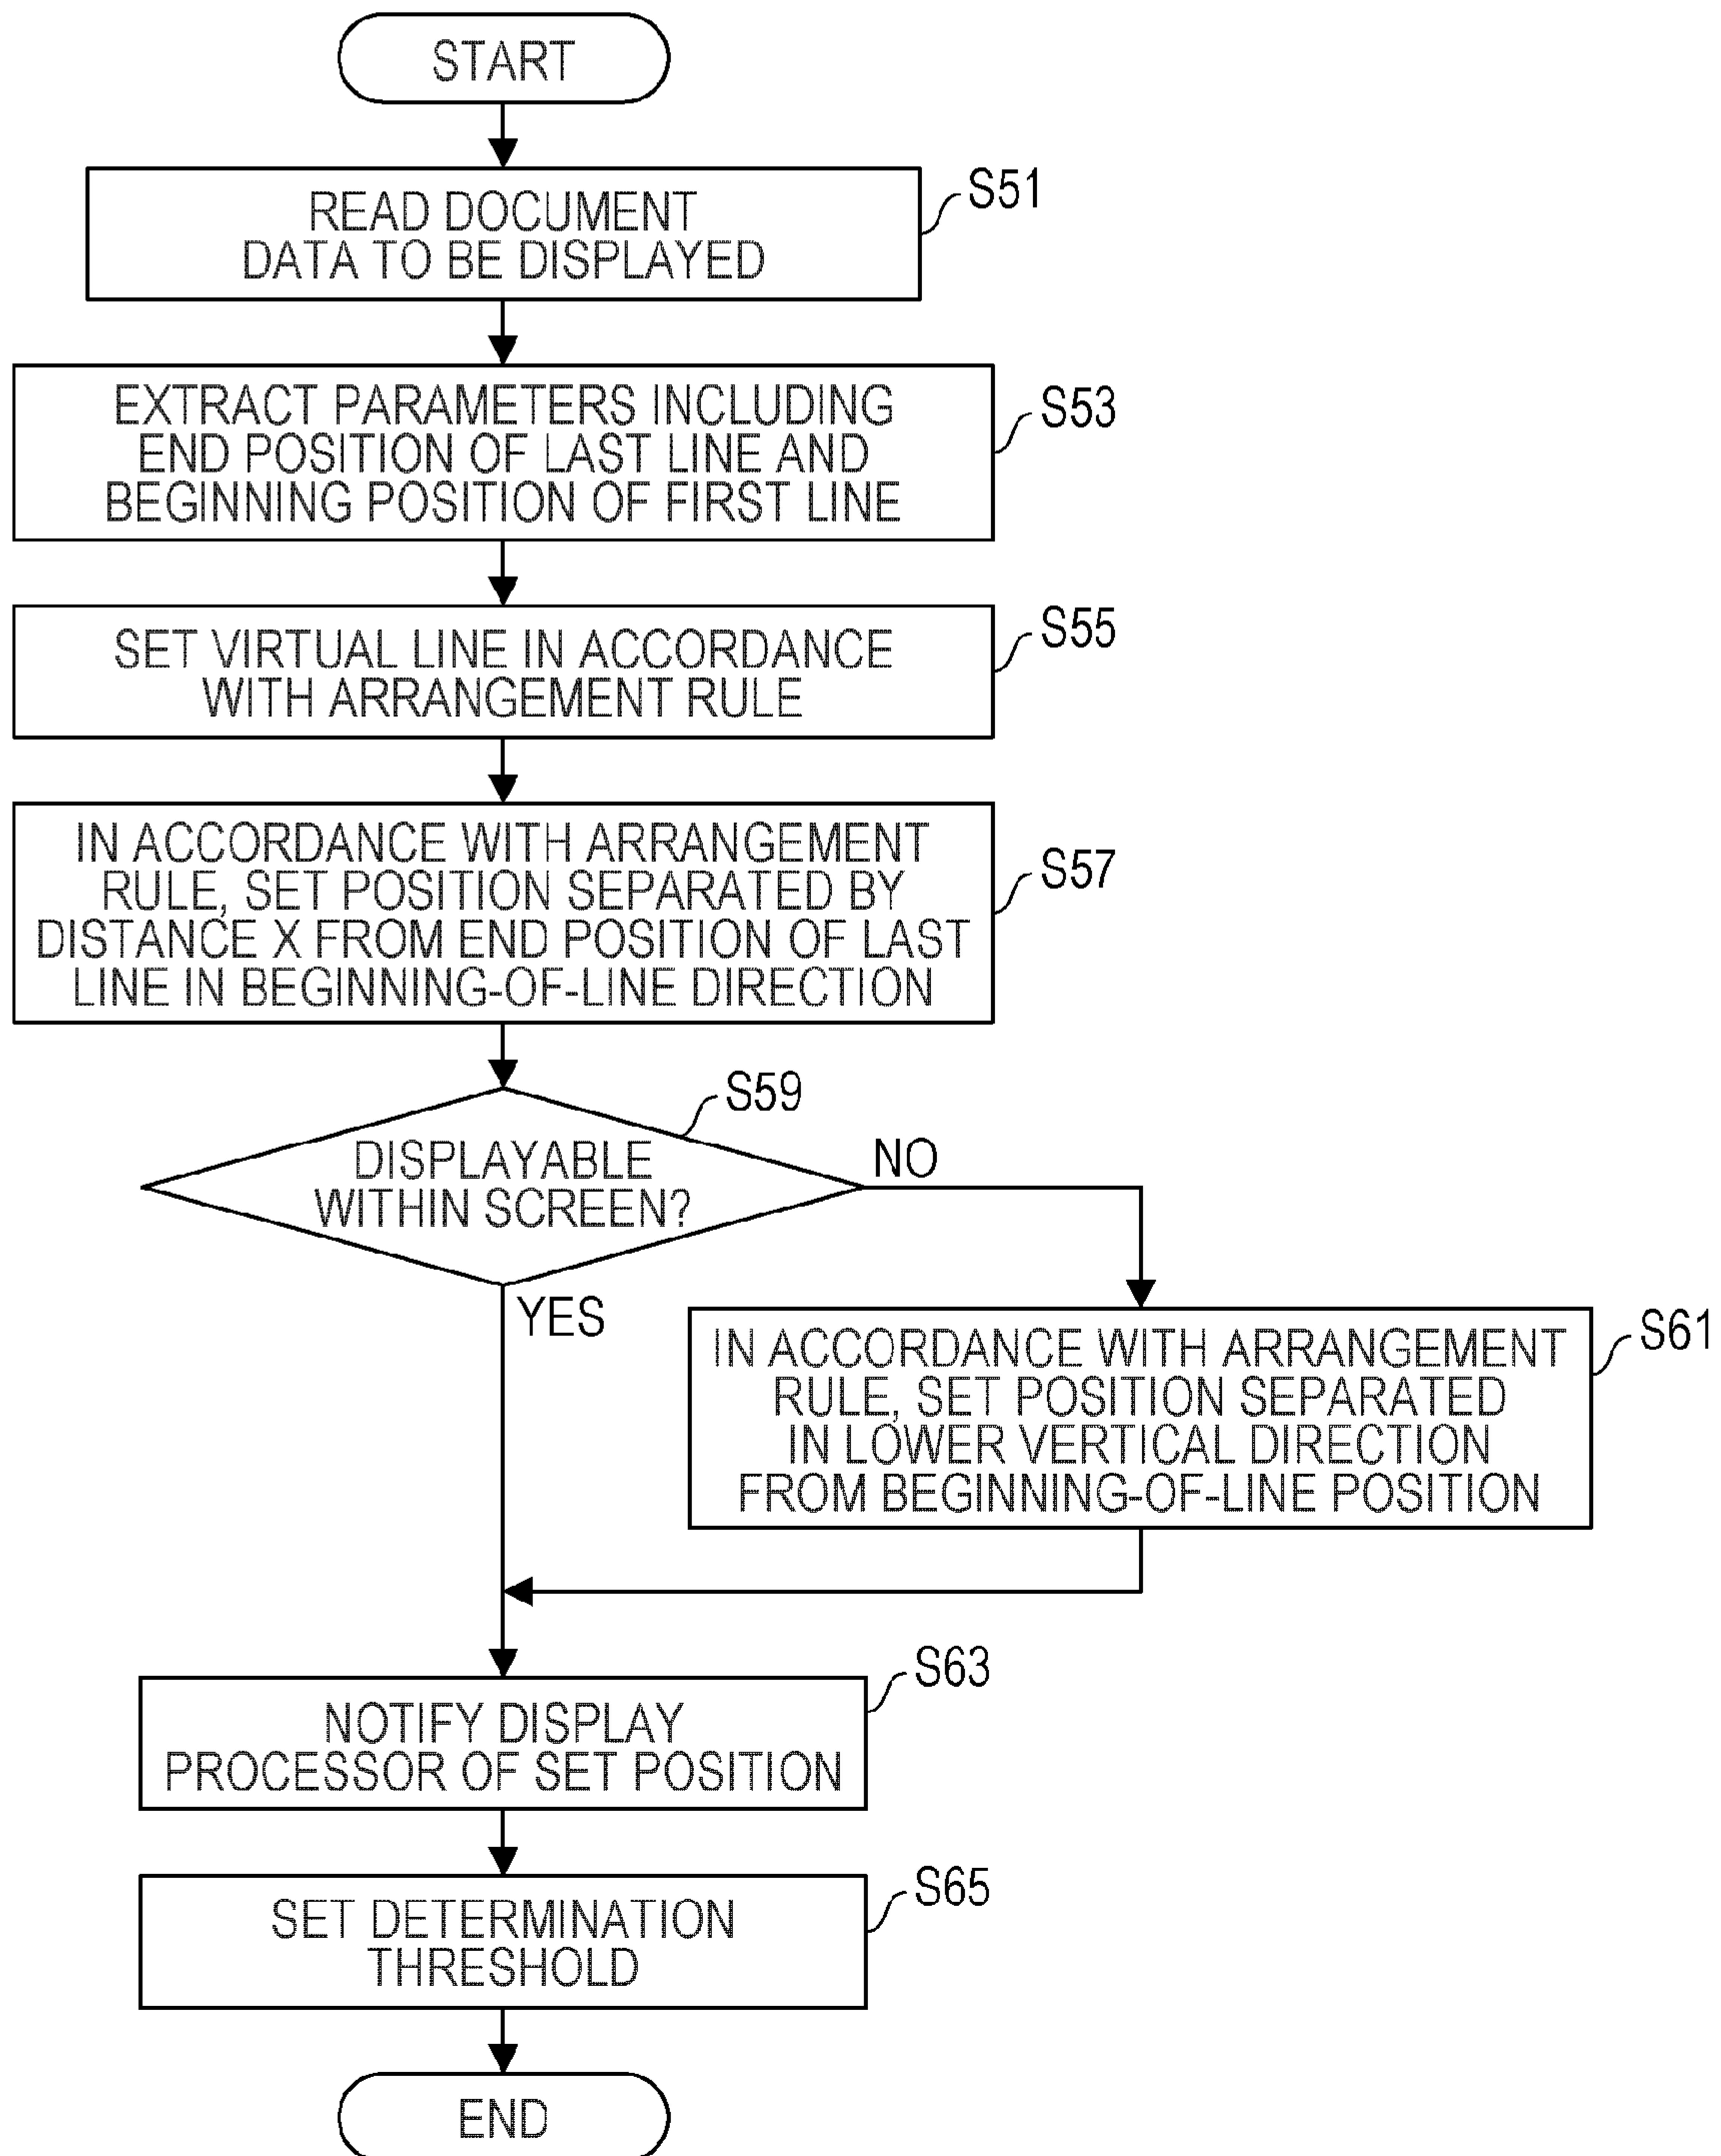 START
READ DOCUMENT
DATA TO BE DISPLAYED
S51
EXTRACT PARAMETERS INCLUDING
END POSITION OF LAST LINE AND
BEGINNING POSITION OF FIRST LINE
S53
SET VIRTUAL LINE IN ACCORDANCE
WITH ARRANGEMENT RULE
S55
IN ACCORDANCE WITH ARRANGEMENT
RULE, SET POSITION SEPARATED BY
DISTANCE X FROM END POSITION OF LAST
LINE IN BEGINNING-OF-LINE DIRECTION
S57
DISPLAYABLE
WITHIN SCREEN?
S59
NO
YES
IN ACCORDANCE WITH ARRANGEMENT
RULE, SET POSITION SEPARATED
IN LOWER VERTICAL DIRECTION
FROM BEGINNING-OF-LINE POSITION
S61
NOTIFY DISPLAY
PROCESSOR OF SET POSITION
S63
SET DETERMINATION
THRESHOLD
S65
END